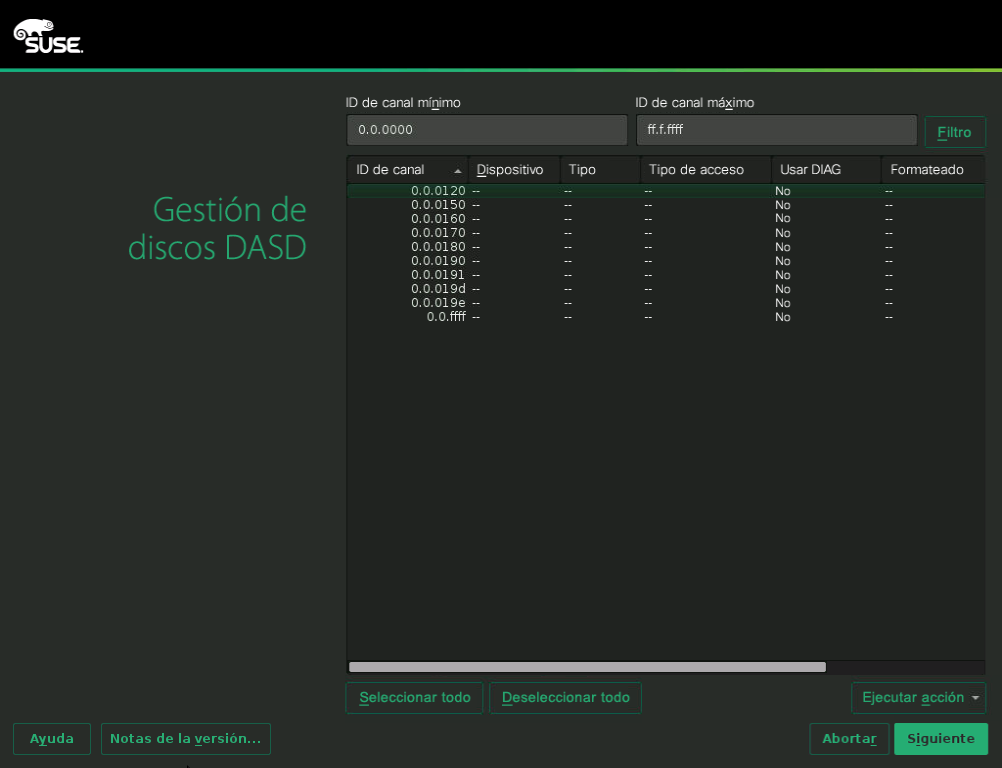 SUSE.
ID de canal mínimo ID de canal máximo
0.0.0000 ff.f.ffff Filtro
ID de canal Dispositivo Tipo Tipo de acceso Usar DIAG Formateado
0.0.0120 -- -- -- No --
0.0.0150 -- -- -- No --
0.0.0160 -- -- -- No --
0.0.0170 -- -- -- No --
0.0.0180 -- -- -- No --
0.0.0190 -- -- -- No --
0.0.0191 -- -- -- No --
0.0.019d -- -- -- No --
0.0.019e -- -- -- No --
0.0.ffff -- -- -- No --
Gestión de
discos DASD
Seleccionar todo Deseleccionar todo Ejecutar acción
Ayuda Notas de la versión... Abortar Siguiente